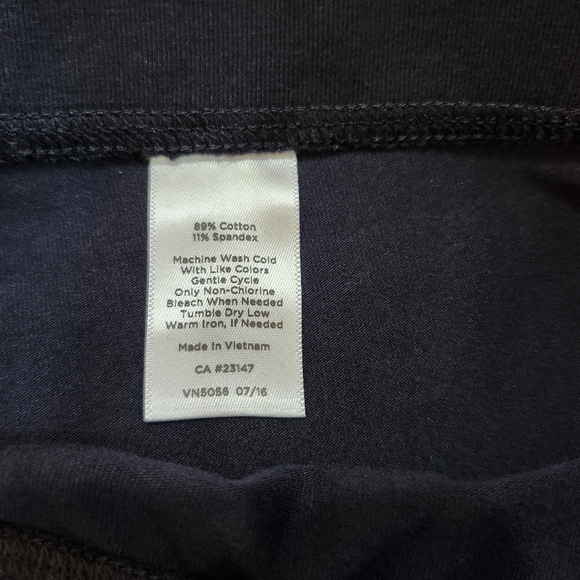 89% Cotton
11% Spandex
Machine Wash Cold
With Like Colors
Gentle Cycle
Only Non-Chlorine
Bleach When Needed
Tumble Dry Low
Warm Iron, If Needed
Made in Vietnam
CA #23147
VN5056 07/16